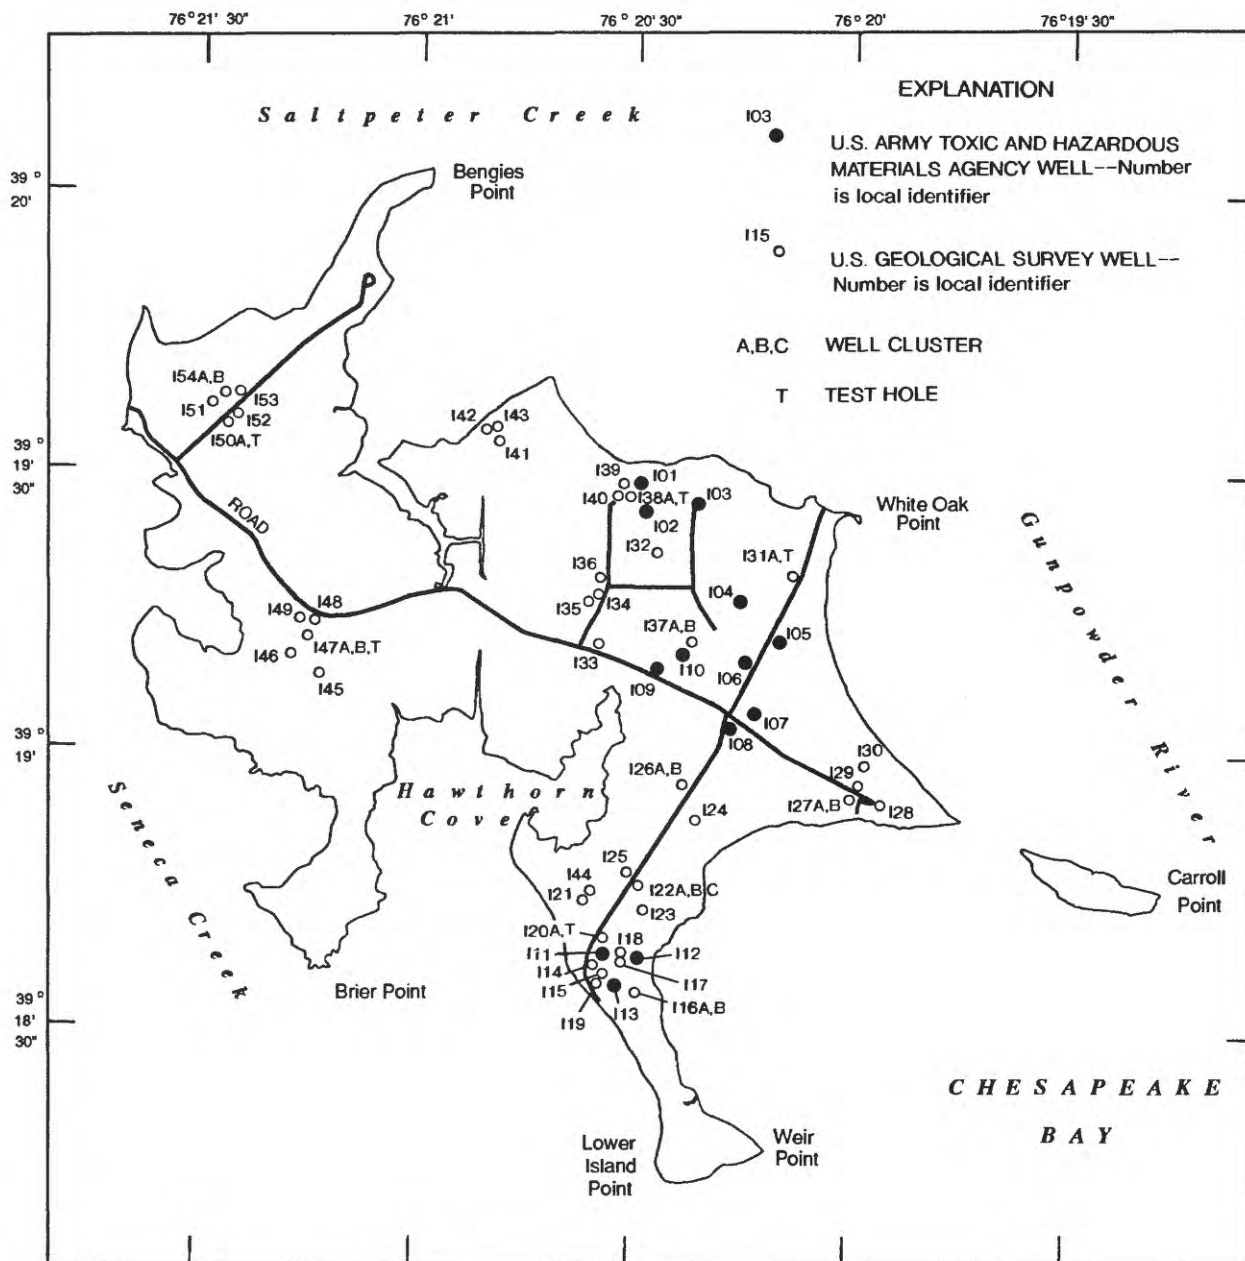 76° 21' 30"
76° 21'
76° 20' 30"
76° 20'
76° 19' 30"
Saltpeter Creek
EXPLANATION
I03
U.S. ARMY TOXIC AND HAZARDOUS
MATERIALS AGENCY WELL--Number
is local identifier
I15
U.S. GEOLOGICAL SURVEY WELL--
Number is local identifier
A,B,C WELL CLUSTER
T TEST HOLE
39°
20'
Bengies
Point
I54A,B
I53
I51
I52
I50A,T
39°
19'
30"
ROAD
I42
I43
I41
I39
I01
I40
I38A,T
I03
I02
I32
White Oak
Point
I31A,T
I36
I35
I34
I04
I05
I37A,B
I33
I10
I09
I06
I07
I08
I49
I48
I47A,B,T
I46
I45
Gunpowder River
39°
19'
Hawthorn
Cove
I26A,B
I24
I30
I29
I27A,B
I28
Seneca Creek
I25
I44
I21
I22A,B,C
I23
I20A,T
I18
I11
I12
I14
I17
I15
I16A,B
I19
I13
Carroll
Point
Brier Point
39°
18'
30"
CHESAPEAKE
BAY
Lower
Island
Point
Weir
Point